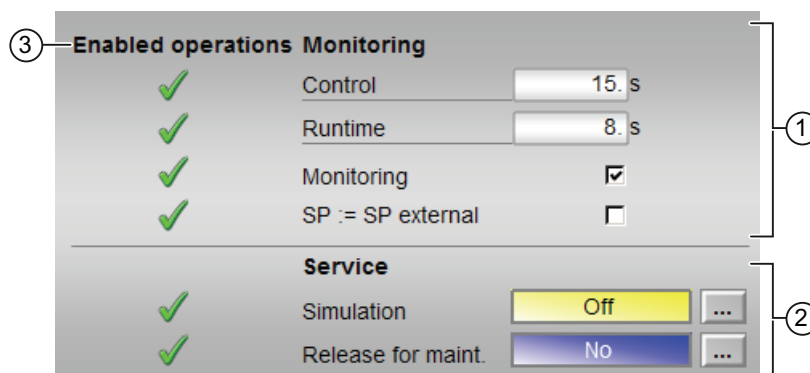 ③ Enabled operations Monitoring
Control 15. s
Runtime 8. s
①
Monitoring
SP := SP external
Service
Simulation Off ...
②
Release for maint. No ...